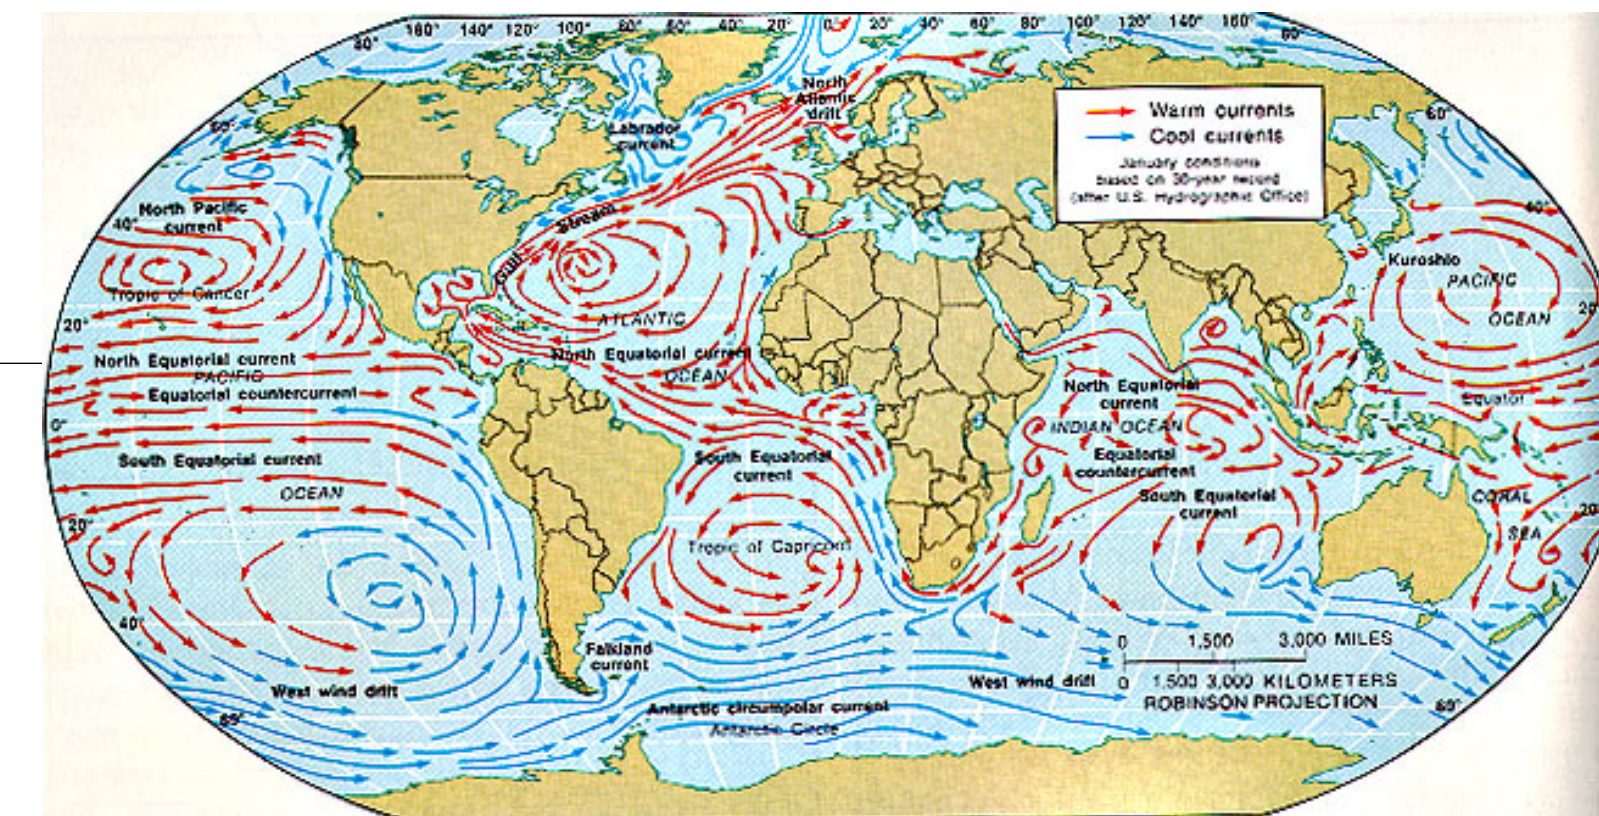 180° 140° 120° 100° 80° 60° 40° 20° 0° 20° 40° 60° 80° 100° 120° 140° 160°
80°
80°
North
Atlantic
drift
Warm currents
Cool currents
January conditions
based on 30-year record
(after U.S. Hydrographic Office)
60°
60°
Labrador
current
North Pacific
current
40°
40°
Gulf Stream
Kuroshio
PACIFIC
OCEAN
Tropic of Cancer
20°
20°
ATLANTIC
OCEAN
North Equatorial current
North Equatorial current
PACIFIC
Equatorial countercurrent
North Equatorial
current
Equator
0°
INDIAN OCEAN
South Equatorial current
South Equatorial
current
Equatorial
countercurrent
OCEAN
South Equatorial
current
CORAL
SEA
20°
20°
Tropic of Capricorn
40°
0 1,500 3,000 MILES
0 1,500 3,000 KILOMETERS
ROBINSON PROJECTION
Falkland
current
West wind drift
West wind drift
Antarctic circumpolar current
Antarctic Circle
60°
60°